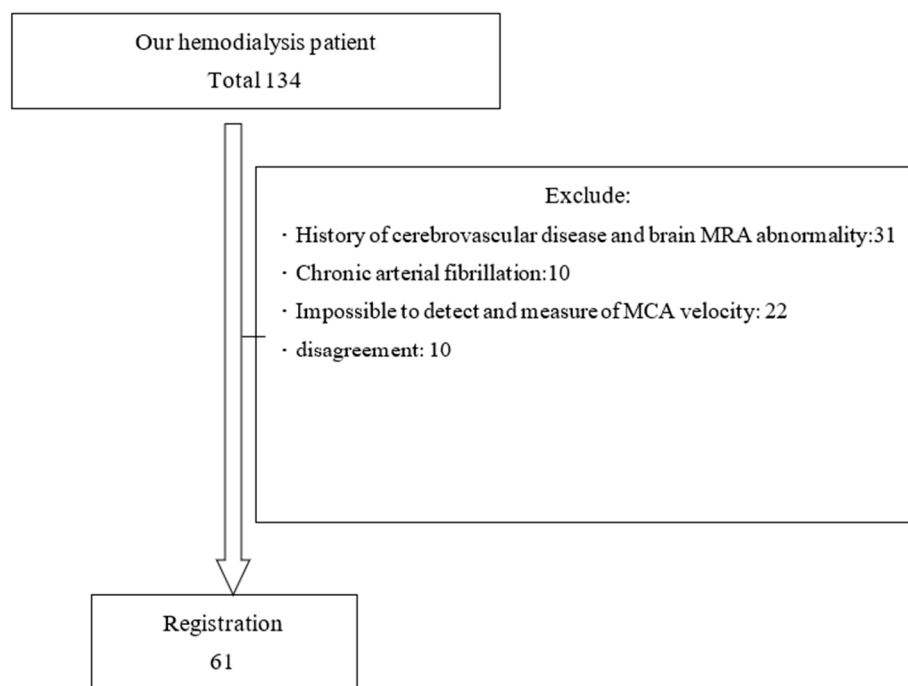 Our hemodialysis patient
Total 134
Exclude:
・History of cerebrovascular disease and brain MRA abnormality:31
・Chronic arterial fibrillation:10
・Impossible to detect and measure of MCA velocity: 22
・disagreement: 10
Registration
61